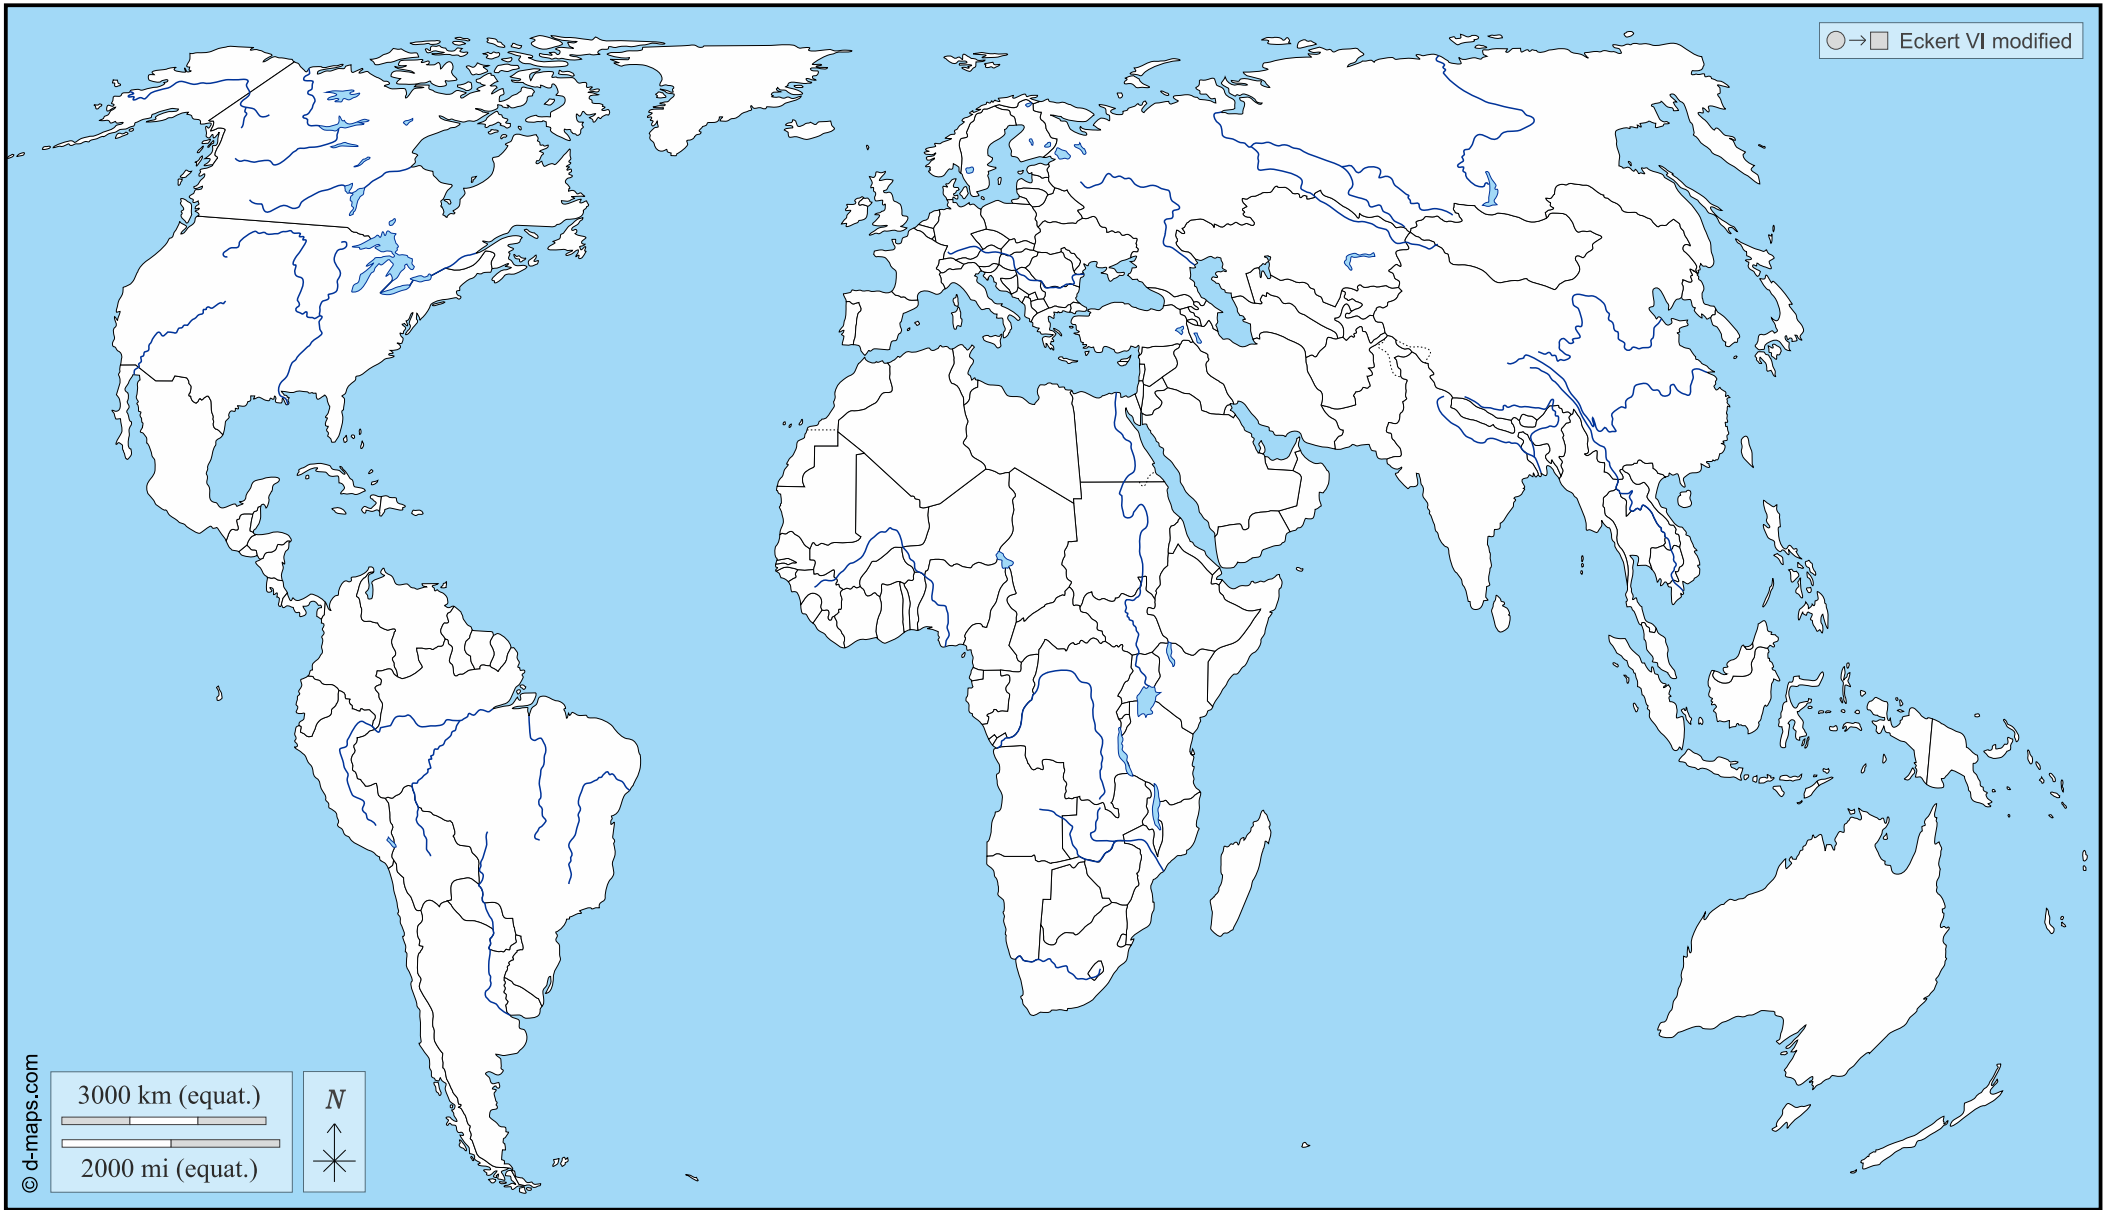 Eckert VI modified
3000 km (equat.)
2000 mi (equat.)
N
© d-maps.com